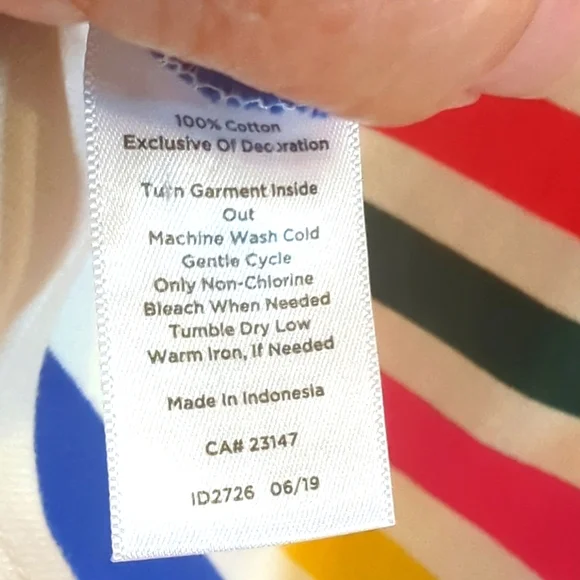 100% Cotton
Exclusive Of Decoration
Turn Garment Inside
Out
Machine Wash Cold
Gentle Cycle
Only Non-Chlorine
Bleach When Needed
Tumble Dry Low
Warm Iron, If Needed
Made In Indonesia
CA# 23147
ID2726 06/19